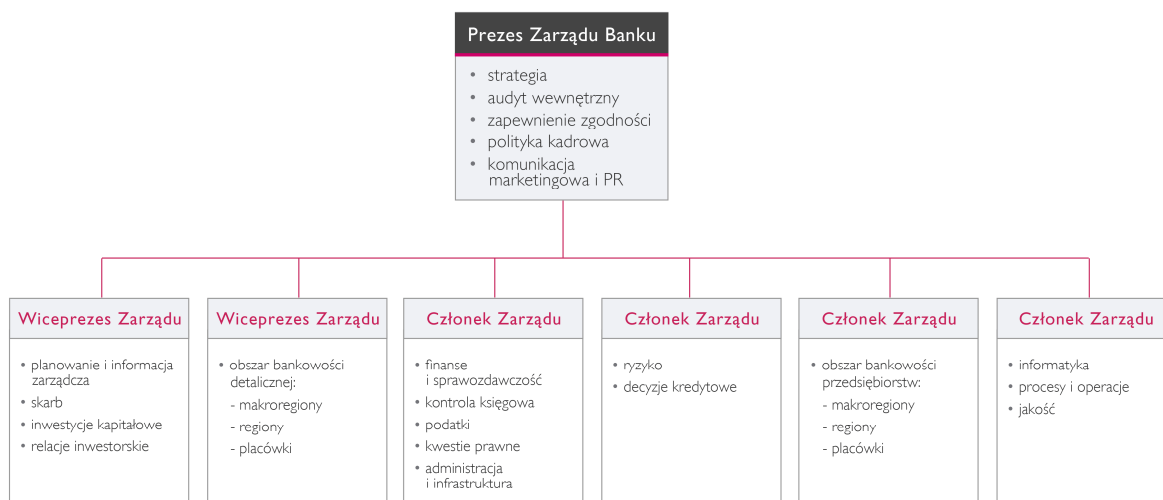 Prezes Zarządu Banku
• strategia
• audyt wewnętrzny
• zapewnienie zgodności
• polityka kadrowa
• komunikacja
marketingowa i PR
Wiceprezes Zarządu
• planowanie i informacja
zarządcza
• skarb
• inwestycje kapitałowe
• relacje inwestorskie
Wiceprezes Zarządu
• obszar bankowości
detalicznej:
- makroregiony
- regiony
- placówki
Członek Zarządu
• finanse
i sprawozdawczość
• kontrola księgowa
• podatki
• kwestie prawne
• administracja
i infrastruktura
Członek Zarządu
• ryzyko
• decyzje kredytowe
Członek Zarządu
• obszar bankowości
przedsiębiorstw:
- makroregiony
- regiony
- placówki
Członek Zarządu
• informatyka
• procesy i operacje
• jakość